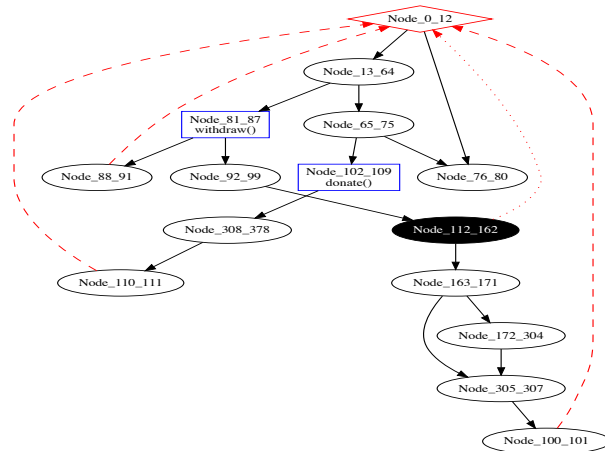 Node_0_12
Node_13_64
Node_81_87
withdraw()
Node_65_75
Node_88_91
Node_92_99
Node_102_109
donate()
Node_76_80
Node_308_378
Node_112_162
Node_110_111
Node_163_171
Node_172_304
Node_305_307
Node_100_101